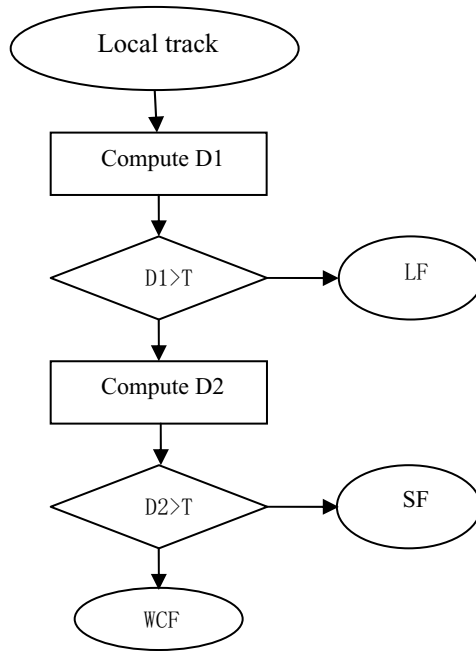 Local track
Compute D1
D1>T
LF
Compute D2
D2>T
SF
WCF